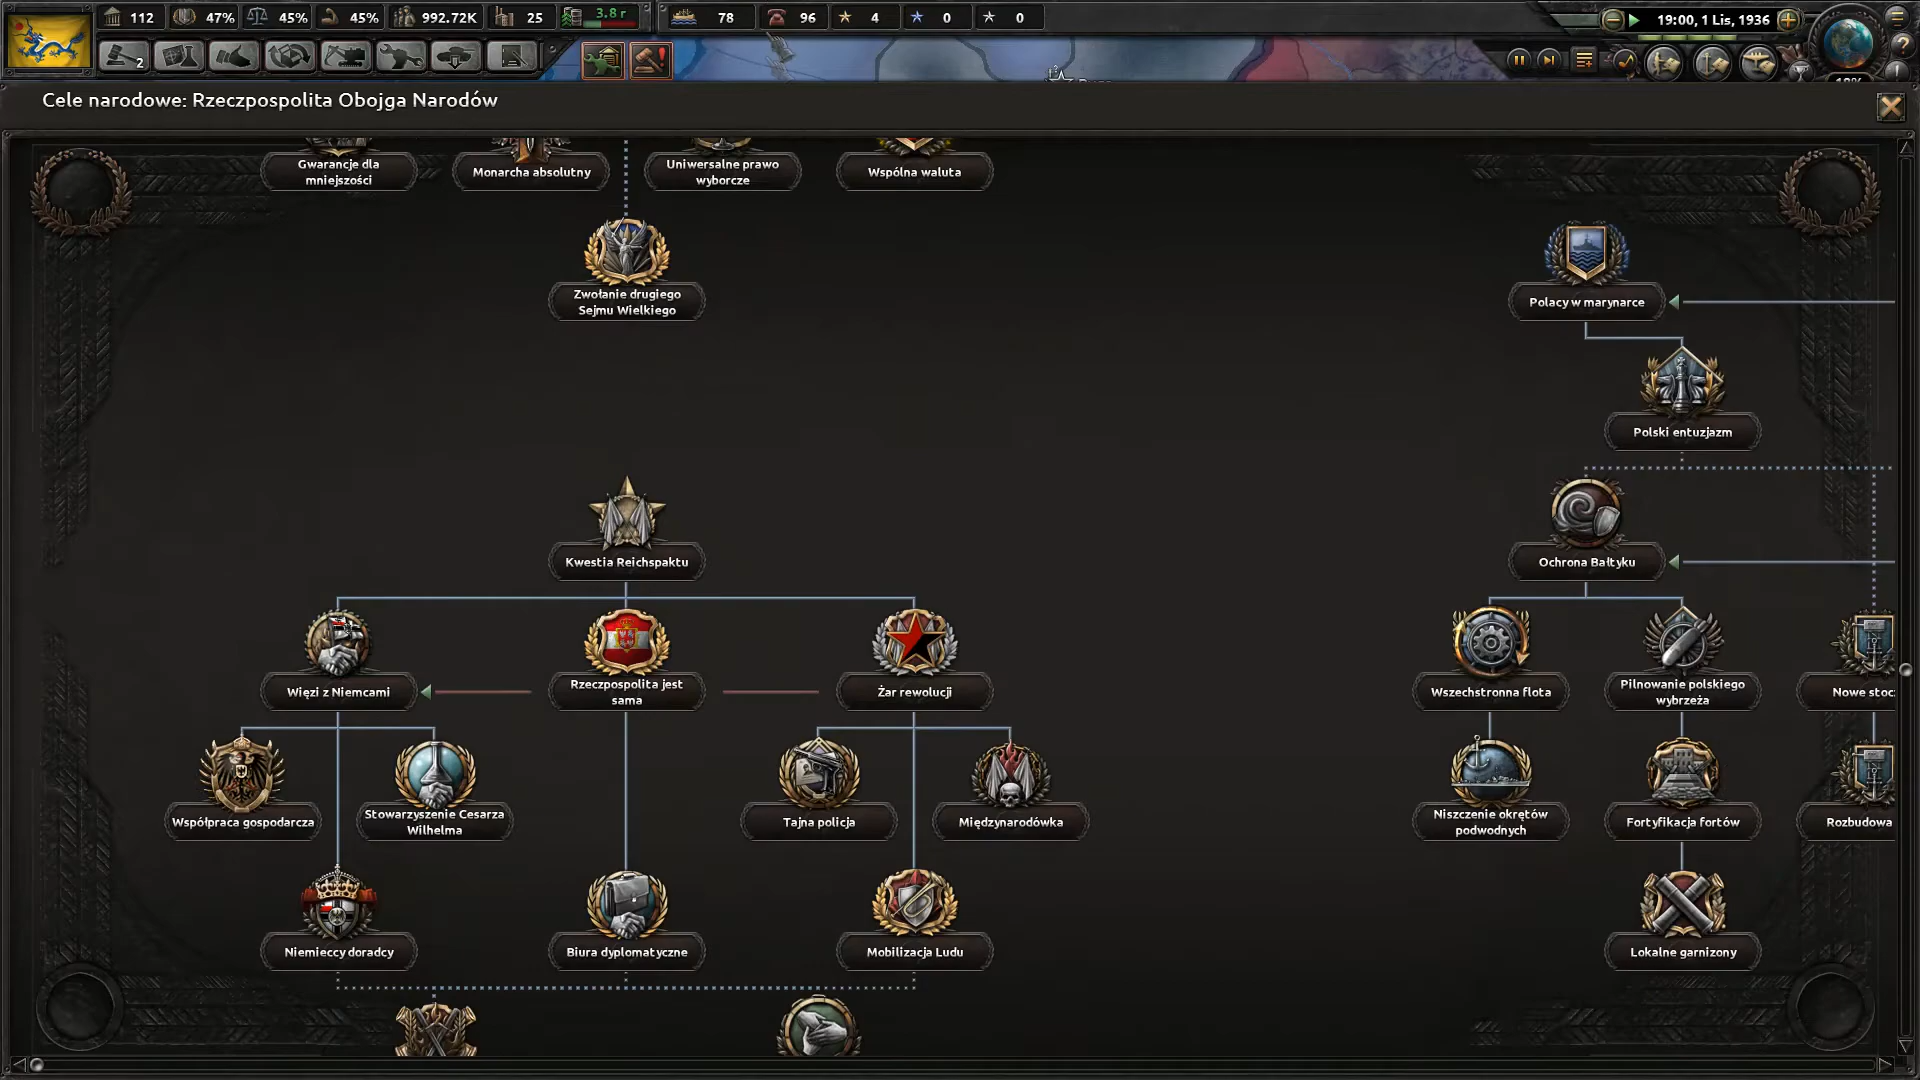 112
47%
45%
45%
992.72K
25
3.8 r
78
96
4
0
0
19:00, 1 Lis, 1936
2
Cele narodowe: Rzeczpospolita Obojga Narodów
Gwarancje dla
mniejszości
Monarcha absolutny
Uniwersalne prawo
wyborcze
Wspólna waluta
Zwołanie drugiego
Sejmu Wielkiego
Polacy w marynarce
Polski entuzjazm
Kwestia Reichspaktu
Ochrona Bałtyku
Więzi z Niemcami
Rzeczpospolita jest
sama
Żar rewolucji
Wszechstronna flota
Pilnowanie polskiego
wybrzeża
Nowe stocz
Współpraca gospodarcza
Stowarzyszenie Cesarza
Wilhelma
Tajna policja
Międzynarodówka
Niszczenie okrętów
podwodnych
Fortyfikacja fortów
Rozbudowa
Niemieccy doradcy
Biura dyplomatyczne
Mobilizacja Ludu
Lokalne garnizony